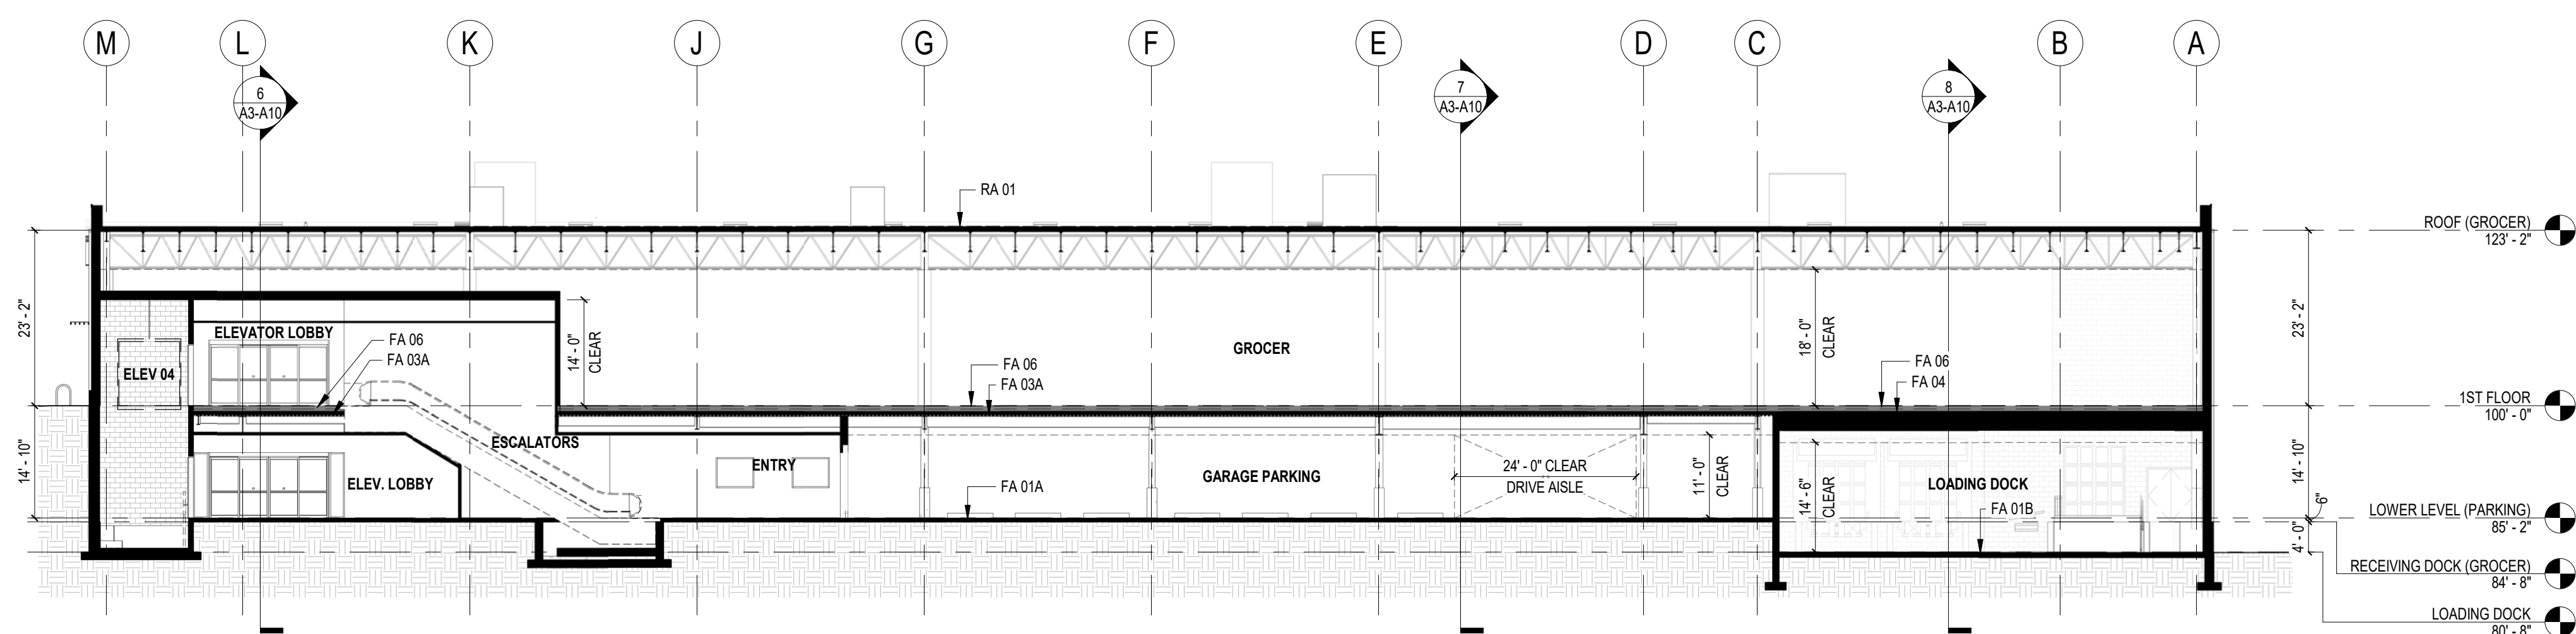 M
L
K
J
G
F
E
D
C
B
A
6
A3-A10
7
A3-A10
8
A3-A10
RA 01
ROOF (GROCER)
123' - 2"
23' - 2"
ELEVATOR LOBBY
FA 06
FA 03A
ELEV 04
14' - 0"
CLEAR
GROCER
FA 06
FA 03A
18' - 0"
CLEAR
FA 06
FA 04
23' - 2"
1ST FLOOR
100' - 0"
14' - 10"
ESCALATORS
ELEV. LOBBY
ENTRY
FA 01A
GARAGE PARKING
24' - 0" CLEAR
DRIVE AISLE
11' - 0"
CLEAR
14' - 6"
CLEAR
LOADING DOCK
FA 01B
14' - 10"
6"
4' - 0"
LOWER LEVEL (PARKING)
85' - 2"
RECEIVING DOCK (GROCER)
84' - 8"
LOADING DOCK
80' - 8"